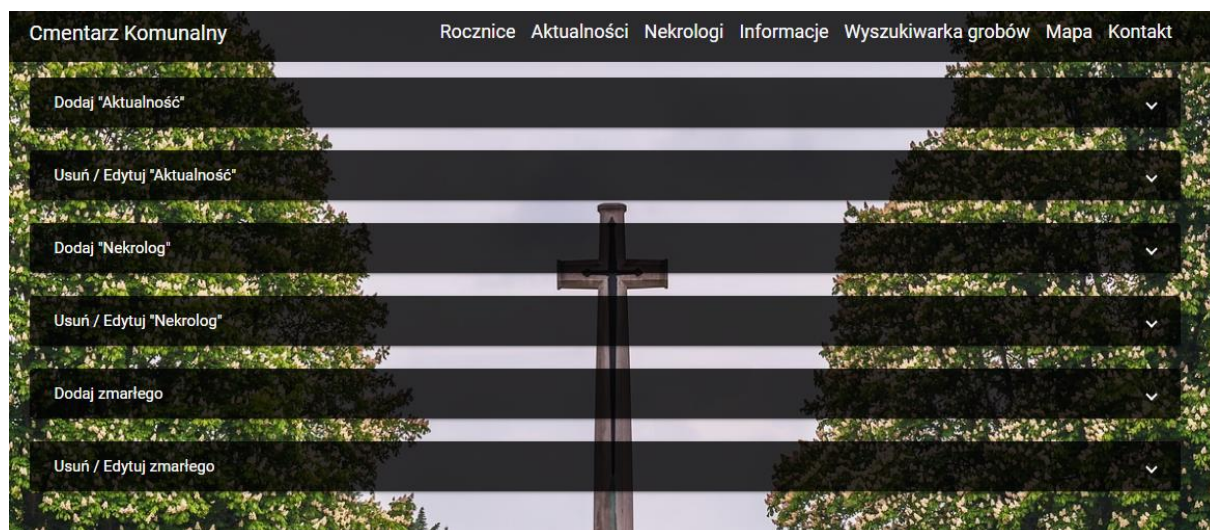 Cmentarz Komunalny Rocznice Aktualności Nekrologi Informacje Wyszukiwarka grobów Mapa Kontakt
Dodaj "Aktualność"
Usuń / Edytuj "Aktualność"
Dodaj "Nekrolog"
Usuń / Edytuj "Nekrolog"
Dodaj zmarłego
Usuń / Edytuj zmarłego